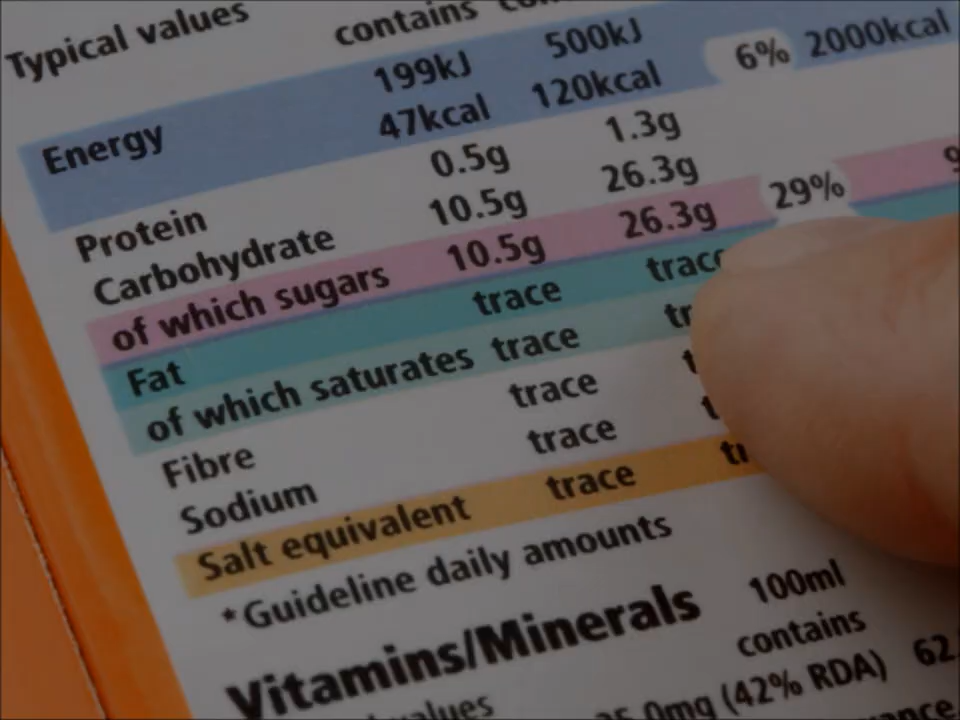 Typical values contains
Energy 199kJ 500kJ
47kcal 120kcal 6% 2000kcal
Protein 0.5g 1.3g
Carbohydrate 10.5g 26.3g
of which sugars 10.5g 26.3g 29%
Fat trace trace
of which saturates trace
Fibre trace
Sodium trace
Salt equivalent trace
*Guideline daily amounts
Vitamins/Minerals 100ml
contains
values (42% RDA) 62